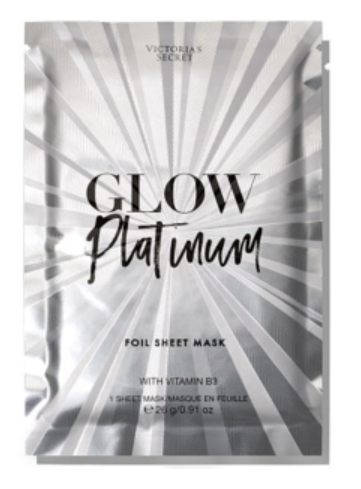 VICTORIA'S
SECRET
GLOW
Platinum
FOIL SHEET MASK
WITH VITAMIN B3
1 SHEET MASK/MASQUE EN FEUILLE
℮ 26 g/0.91 oz